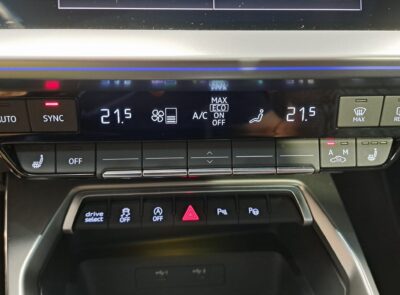 MAX
ECO
AUTO SYNC 21.5 A/C ON 21.5 MAX
OFF
OFF A M
drive
select OFF OFF P P